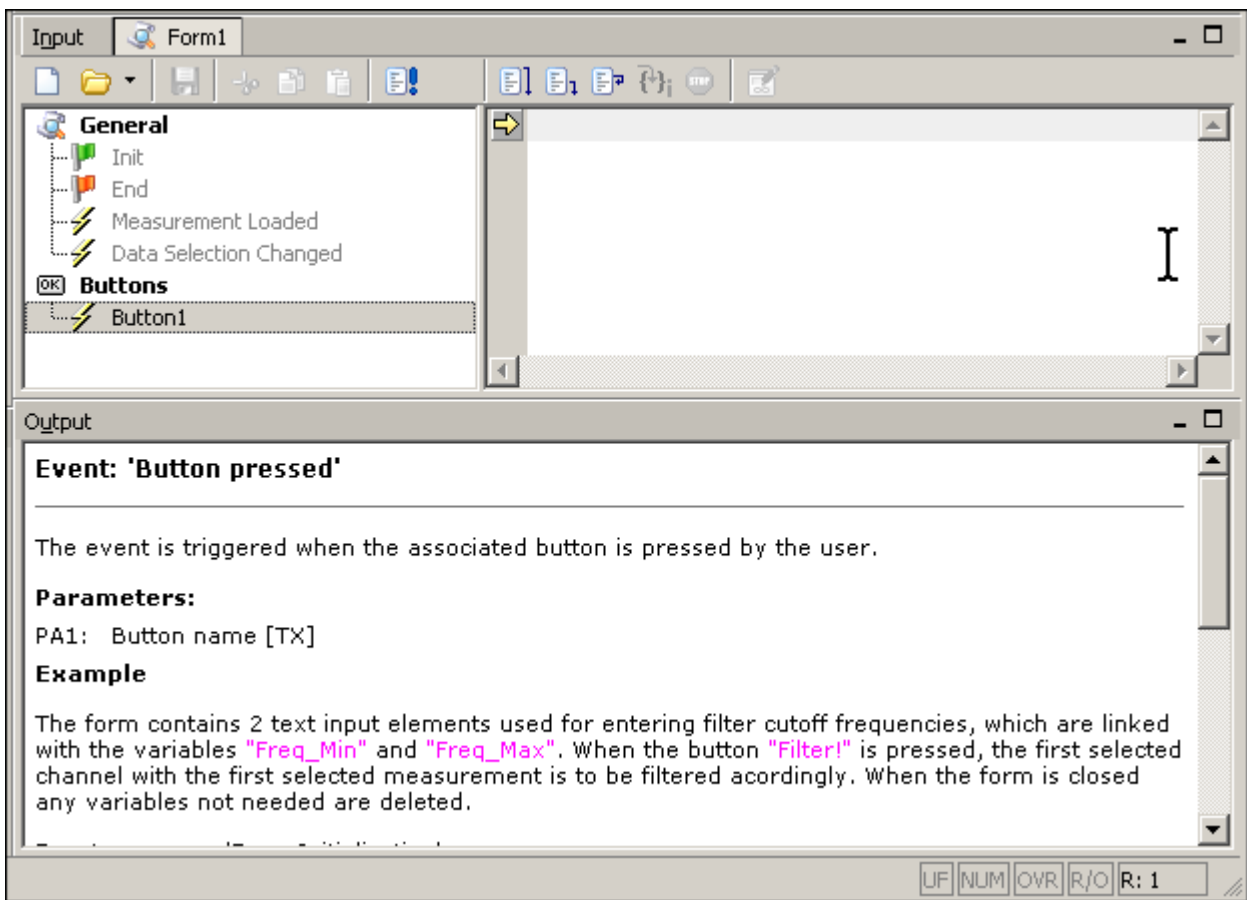 Input Form1
General
Init
End
Measurement Loaded
Data Selection Changed
OK Buttons
Button1
Output
Event: 'Button pressed'
The event is triggered when the associated button is pressed by the user.
Parameters:
PA1: Button name [TX]
Example
The form contains 2 text input elements used for entering filter cutoff frequencies, which are linked
with the variables "Freq_Min" and "Freq_Max". When the button "Filter!" is pressed, the first selected
channel with the first selected measurement is to be filtered acordingly. When the form is closed
any variables not needed are deleted.
UF NUM OVR R/O R: 1